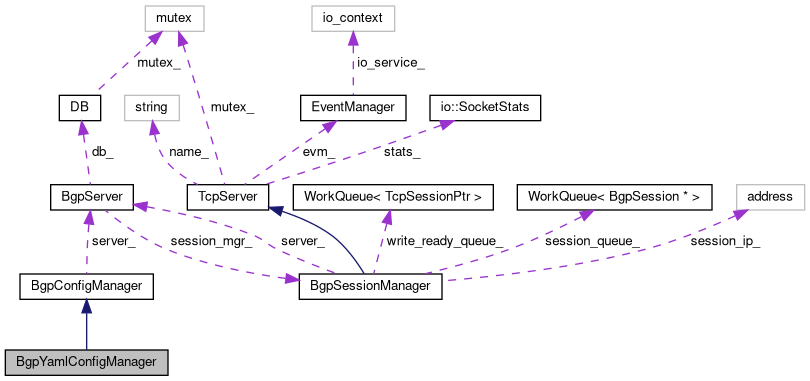 mutex
io_context
mutex_
io_service_
DB
string
mutex_
EventManager
io::SocketStats
db_
name_
evm_
stats_
BgpServer
TcpServer
WorkQueue< TcpSessionPtr >
WorkQueue< BgpSession * >
address
server_
session_mgr_
server_
write_ready_queue_
session_queue_
session_ip_
BgpConfigManager
BgpSessionManager
BgpYamlConfigManager